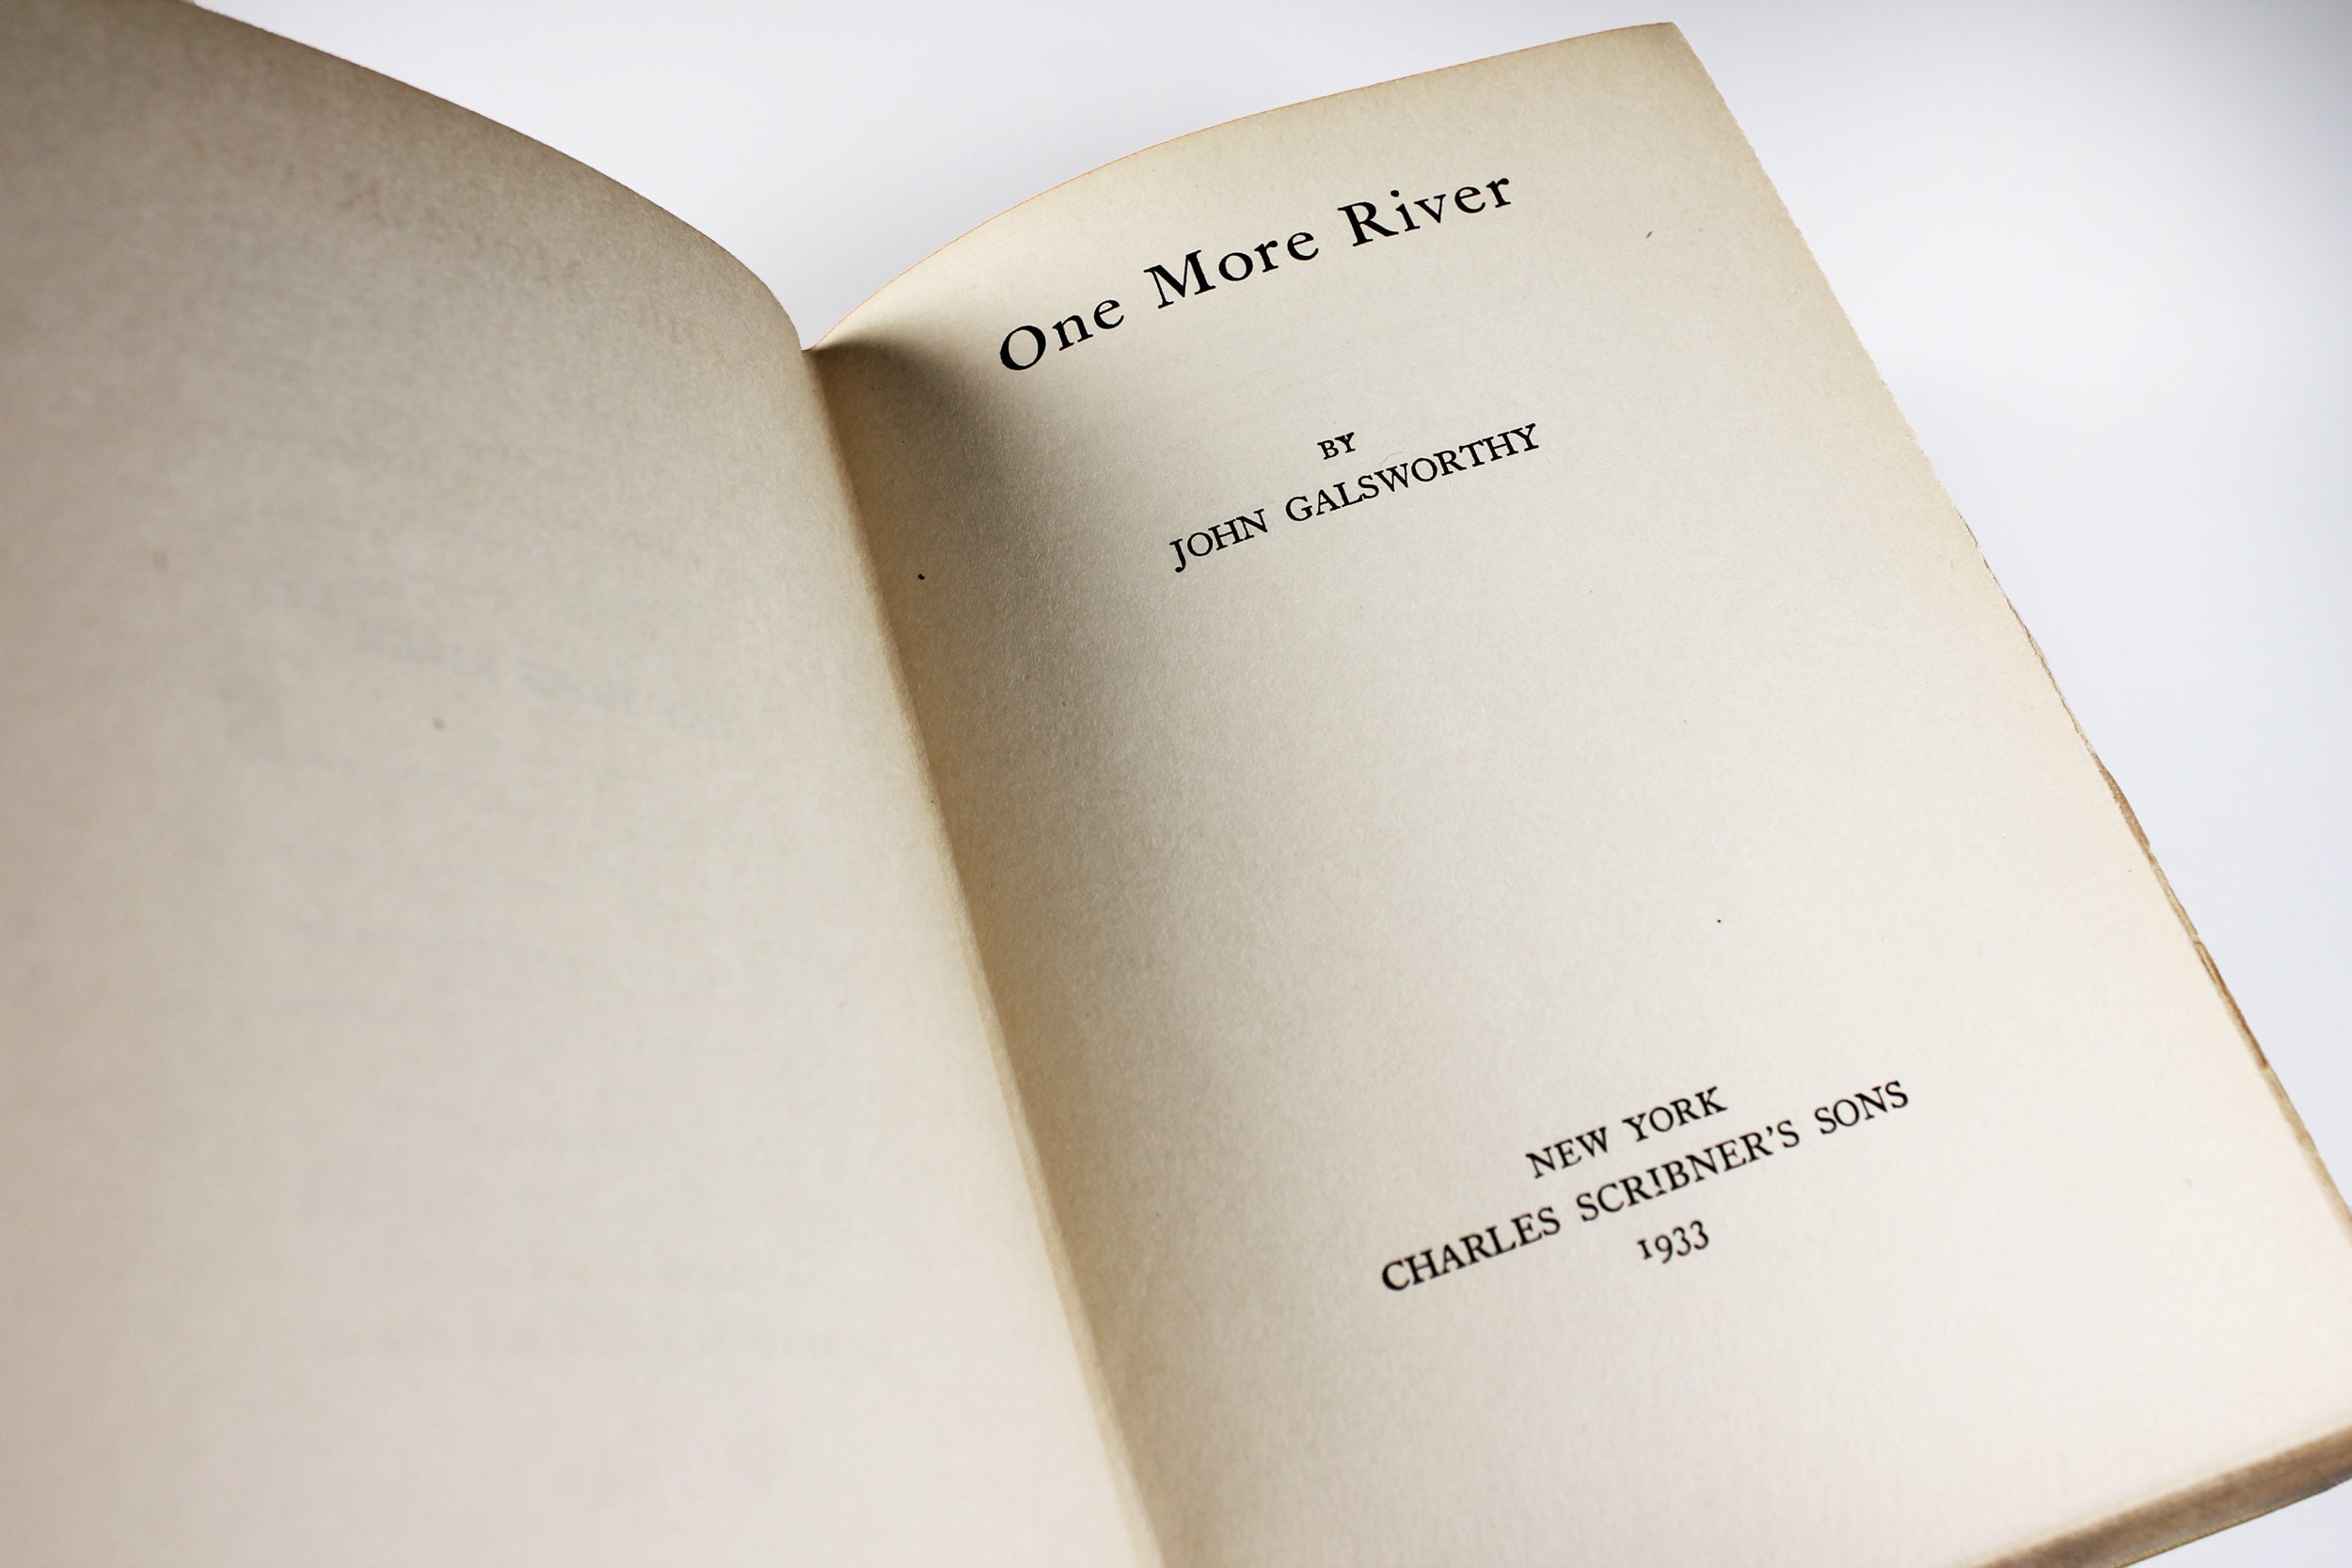 One More River
BY
JOHN GALSWORTHY
NEW YORK
CHARLES SCRIBNER'S SONS
1933